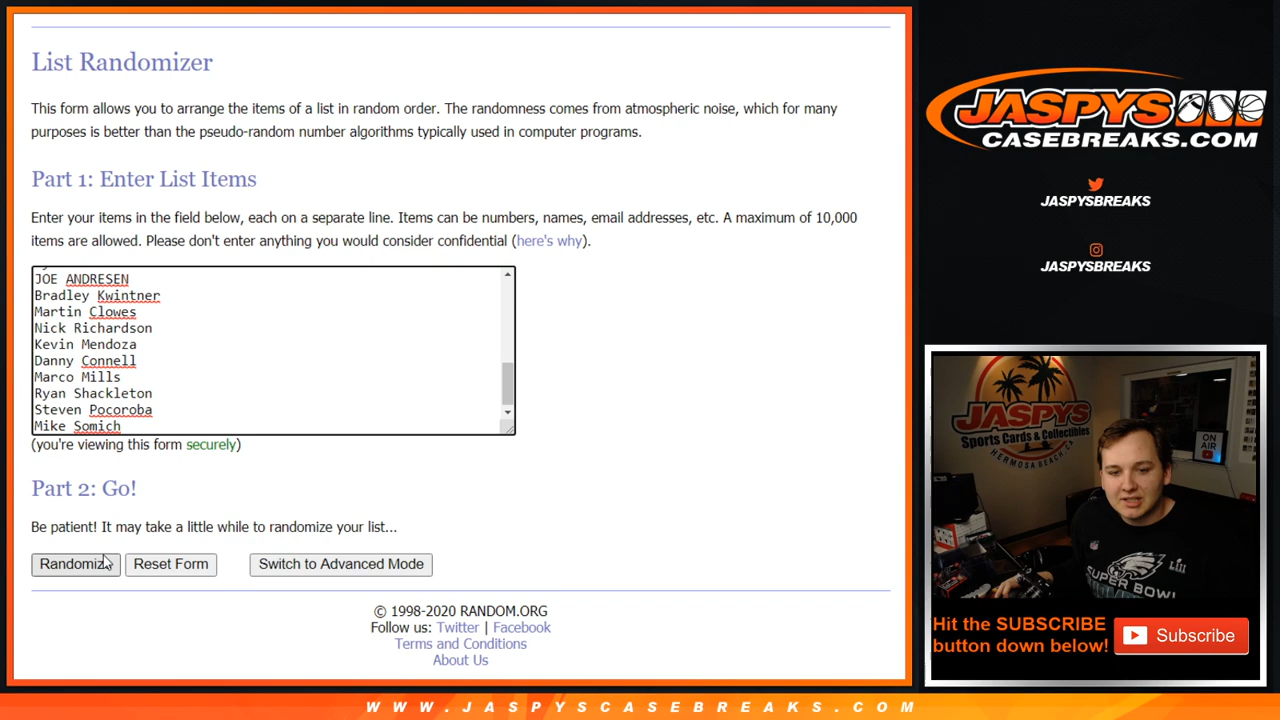 List Randomizer
This form allows you to arrange the items of a list in random order. The randomness comes from atmospheric noise, which for many
purposes is better than the pseudo-random number algorithms typically used in computer programs.
Part 1: Enter List Items
Enter your items in the field below, each on a separate line. Items can be numbers, names, email addresses, etc. A maximum of 10,000
items are allowed. Please don't enter anything you would consider confidential (here's why).
JOE ANDRESEN
Bradley Kwintner
Martin Clowes
Nick Richardson
Kevin Mendoza
Danny Connell
Marco Mills
Ryan Shackleton
Steven Pocoroba
Mike Somich
(you're viewing this form securely)
Part 2: Go!
Be patient! It may take a little while to randomize your list...
Randomize Reset Form Switch to Advanced Mode
© 1998-2020 RANDOM.ORG
Follow us: Twitter | Facebook
Terms and Conditions
About Us
JASPYS
CASEBREAKS.COM
JASPYSBREAKS
JASPYSBREAKS
JASPYS
Sports Cards & Collectibles
HERMOSA BEACH CA
ON
AIR
NFL
LII
SUPER BOWL
Hit the SUBSCRIBE
button down below!
Subscribe
WWW.JASPYSCASEBREAKS.COM